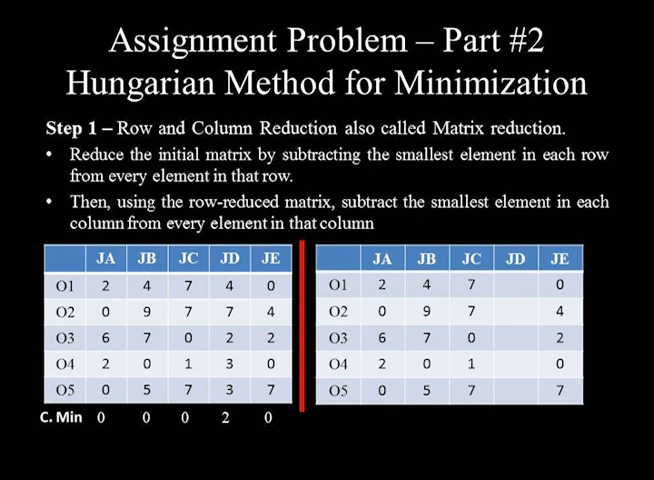 Assignment Problem – Part #2
Hungarian Method for Minimization
Step 1 – Row and Column Reduction also called Matrix reduction.
• Reduce the initial matrix by subtracting the smallest element in each row
from every element in that row.
• Then, using the row-reduced matrix, subtract the smallest element in each
column from every element in that column
JA JB JC JD JE
O1 2 4 7 4 0
O2 0 9 7 7 4
O3 6 7 0 2 2
O4 2 0 1 3 0
O5 0 5 7 3 7
C. Min 0 0 0 2 0
JA JB JC JD JE
O1 2 4 7 0
O2 0 9 7 4
O3 6 7 0 2
O4 2 0 1 0
O5 0 5 7 7